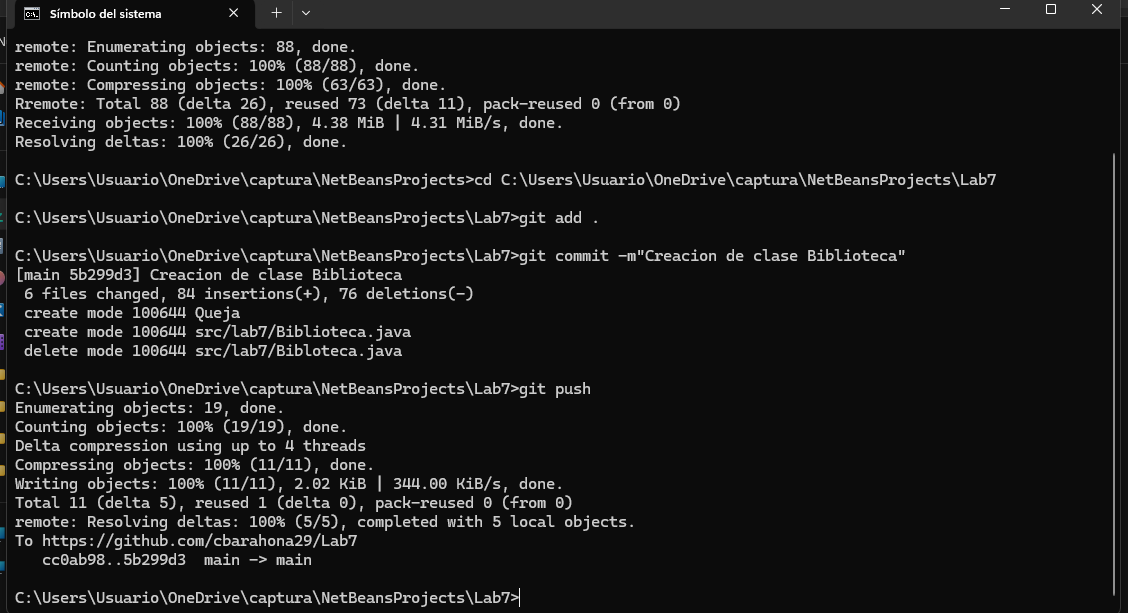 Símbolo del sistema
remote: Enumerating objects: 88, done.
remote: Counting objects: 100% (88/88), done.
remote: Compressing objects: 100% (63/63), done.
Rremote: Total 88 (delta 26), reused 73 (delta 11), pack-reused 0 (from 0)
Receiving objects: 100% (88/88), 4.38 MiB | 4.31 MiB/s, done.
Resolving deltas: 100% (26/26), done.
C:\Users\Usuario\OneDrive\captura\NetBeansProjects>cd C:\Users\Usuario\OneDrive\captura\NetBeansProjects\Lab7
C:\Users\Usuario\OneDrive\captura\NetBeansProjects\Lab7>git add .
C:\Users\Usuario\OneDrive\captura\NetBeansProjects\Lab7>git commit -m"Creacion de clase Biblioteca"
[main 5b299d3] Creacion de clase Biblioteca
6 files changed, 84 insertions(+), 76 deletions(-)
create mode 100644 Queja
create mode 100644 src/lab7/Biblioteca.java
delete mode 100644 src/lab7/Bibloteca.java
C:\Users\Usuario\OneDrive\captura\NetBeansProjects\Lab7>git push
Enumerating objects: 19, done.
Counting objects: 100% (19/19), done.
Delta compression using up to 4 threads
Compressing objects: 100% (11/11), done.
Writing objects: 100% (11/11), 2.02 KiB | 344.00 KiB/s, done.
Total 11 (delta 5), reused 1 (delta 0), pack-reused 0 (from 0)
remote: Resolving deltas: 100% (5/5), completed with 5 local objects.
To https://github.com/cbarahona29/Lab7
cc0ab98..5b299d3  main -> main
C:\Users\Usuario\OneDrive\captura\NetBeansProjects\Lab7>